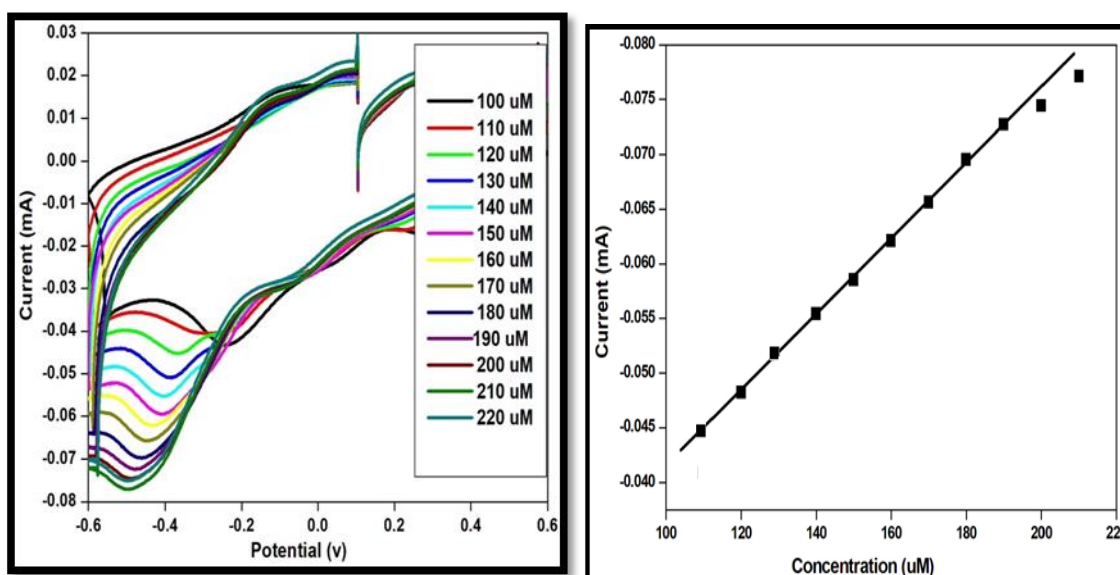 0.03
0.02
0.01
0.00
-0.01
-0.02
-0.03
-0.04
-0.05
-0.06
-0.07
-0.08
Current (mA)
-0.6 -0.4 -0.2 0.0 0.2 0.4 0.6
Potential (v)
100 uM
110 uM
120 uM
130 uM
140 uM
150 uM
160 uM
170 uM
180 uM
190 uM
200 uM
210 uM
220 uM
-0.080
-0.075
-0.070
-0.065
-0.060
-0.055
-0.050
-0.045
-0.040
Current (mA)
100 120 140 160 180 200 22
Concentration (uM)